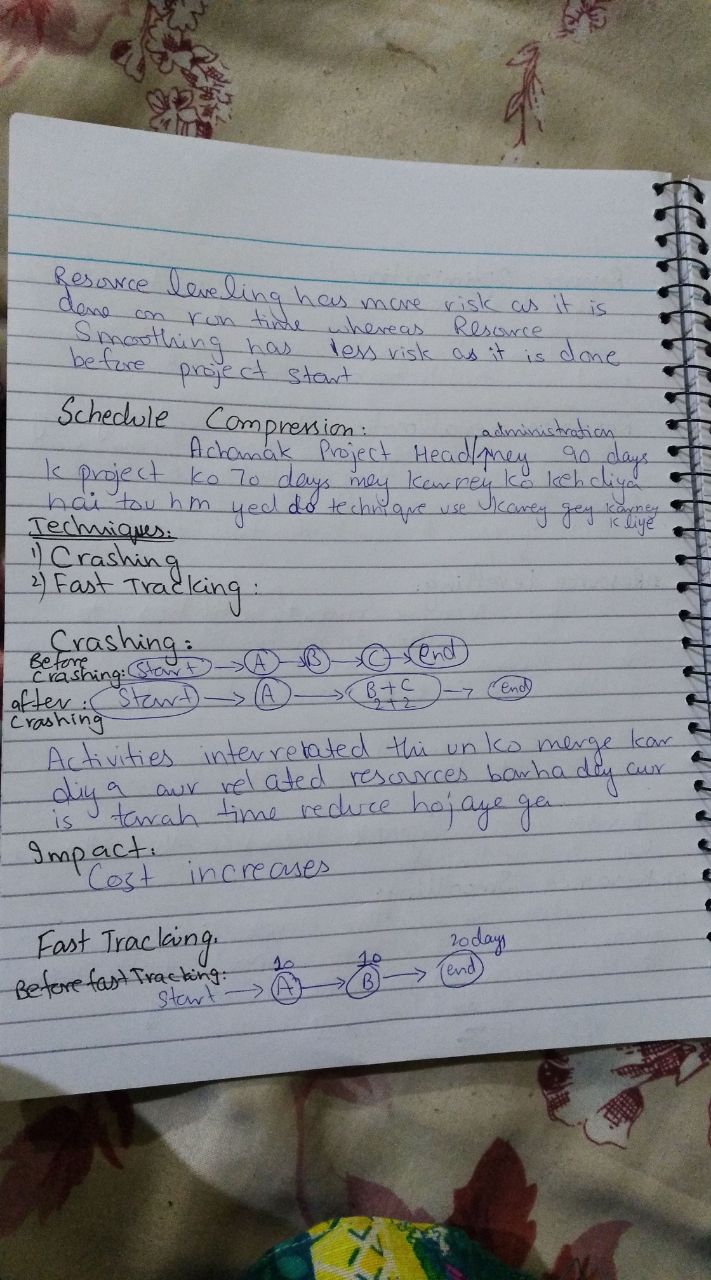 Resource leveling has more risk as it is
done on run time whereas Resource
Smoothing has less risk as it is done
before project start
Schedule Compression:
administration
Achamak Project Head/ney 90 days
k project ko 70 days mey karney ko keh diya
hai tou hm yed do technique use karey gey karney
k liye
Techniques:
1) Crashing
2) Fast Tracking:
Crashing:
Before crashing: Start → A → B → C → end
after crashing: Start → A → B+C 2+2 → end
Activities interrelated thi unko merge kar
diya aur related resources barha dey aur
is tarah time reduce hojaye ga
Impact:
Cost increases
Fast Tracking.
10 10 20 days
Before fast Tracking: Start → A → B → end